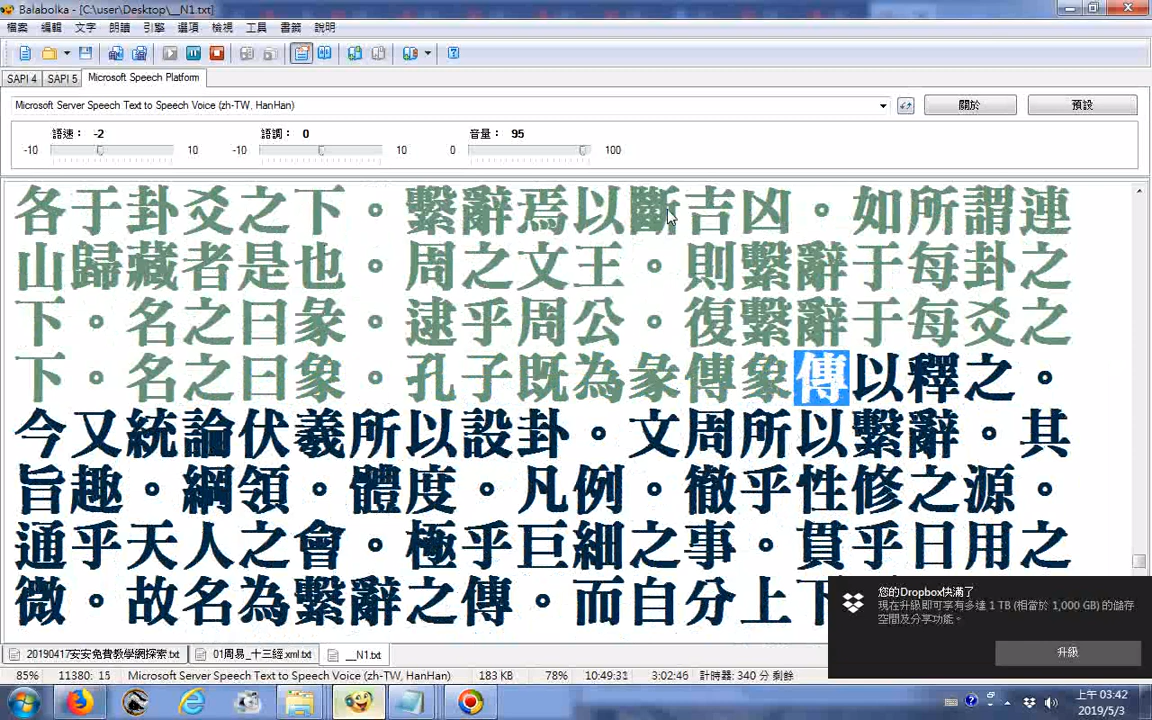 Balabolka - [C:\user\Desktop\__N1.txt]
檔案 編輯 文字 朗讀 引擎 選項 檢視 工具 書籤 說明
SAPI 4 SAPI 5 Microsoft Speech Platform
Microsoft Server Speech Text to Speech Voice (zh-TW, HanHan)
關於 預設
語速： -2 語調： 0 音量： 95
-10 10 -10 10 0 100
各于卦爻之下。繫辭焉以斷吉凶。如所謂連
山歸藏者是也。周之文王。則繫辭于每卦之
下。名之曰彖。逮乎周公。復繫辭于每爻之
下。名之曰象。孔子既為彖傳象傳以釋之。
今又統論伏羲所以設卦。文周所以繫辭。其
旨趣。綱領。體度。凡例。徹乎性修之源。
通乎天人之會。極乎巨細之事。貫乎日用之
微。故名為繫辭之傳。而自分上下
您的Dropbox快滿了
現在升級即可享有多達 1 TB (相當於 1,000 GB) 的儲存
空間及分享功能。
升級
20190417安安免費教學網探索.txt 01周易_十三經.xml.txt __N1.txt
85% 11380: 15 Microsoft Server Speech Text to Speech Voice (zh-TW, HanHan) 183 KB 78% 10:49:31 3:02:46 計時器: 340 分 剩餘
上午 03:42
2019/5/3